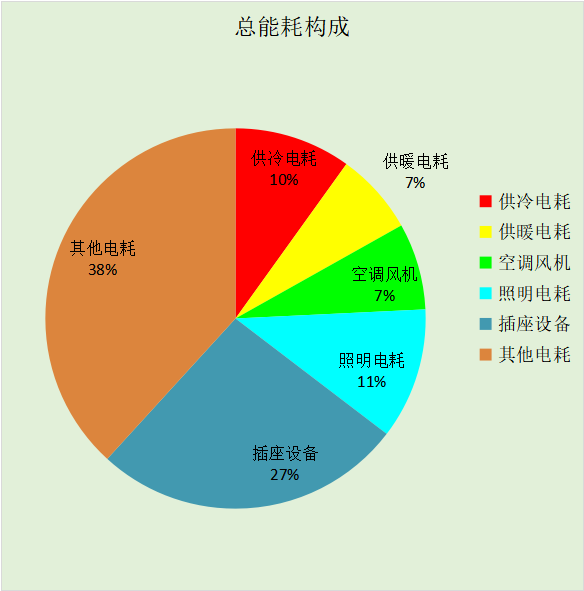 总能耗构成
供冷电耗
10%
供暖电耗
7%
空调风机
7%
照明电耗
11%
插座设备
27%
其他电耗
38%
供冷电耗
供暖电耗
空调风机
照明电耗
插座设备
其他电耗